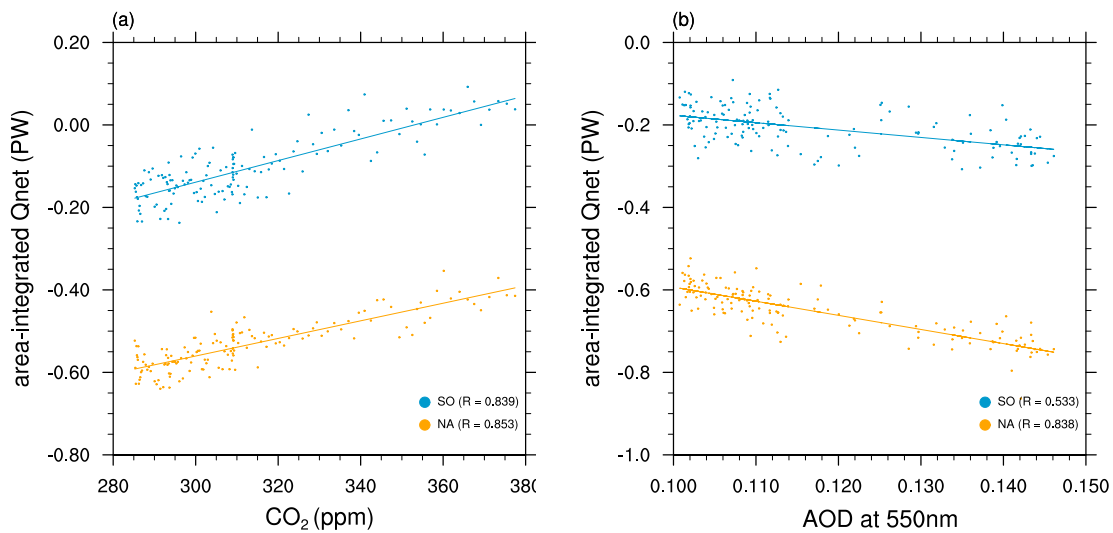 (a)
0.20
0.00
-0.20
-0.40
-0.60
-0.80
area-integrated Qnet (PW)
280 300 320 340 360 380
CO₂ (ppm)
SO (R = 0.839)
NA (R = 0.853)
(b)
0.0
-0.2
-0.4
-0.6
-0.8
-1.0
area-integrated Qnet (PW)
0.100 0.110 0.120 0.130 0.140 0.150
AOD at 550nm
SO (R = 0.533)
NA (R = 0.838)